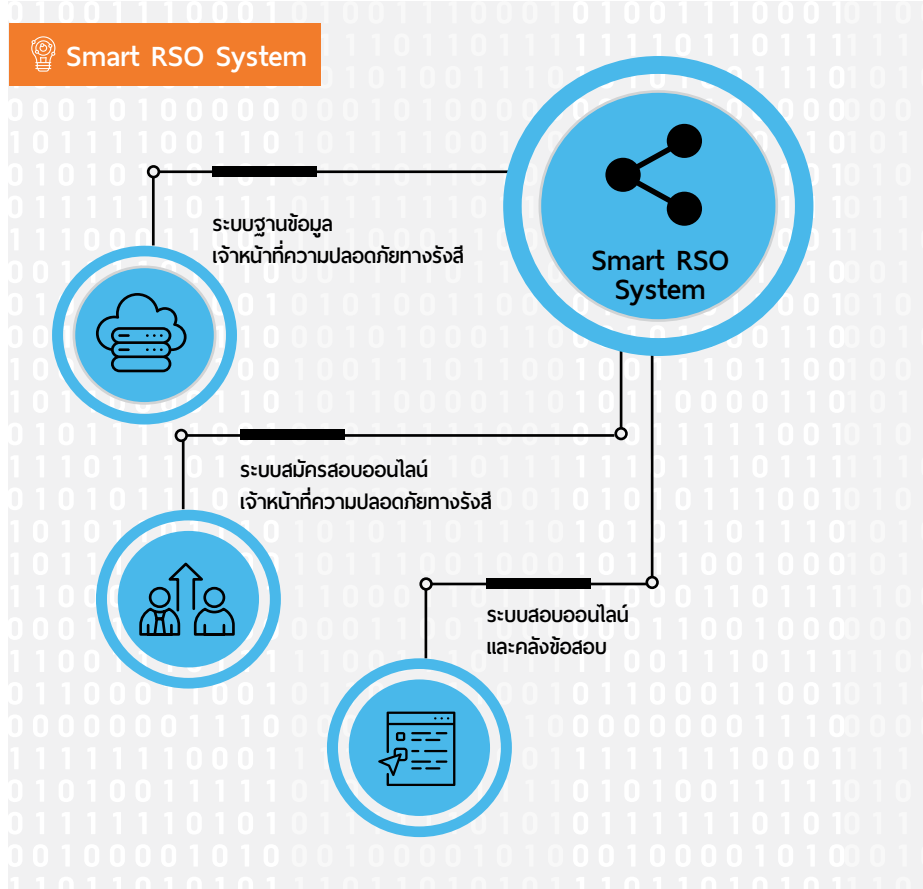 Smart RSO System
ระบบฐานข้อมูล
เจ้าหน้าที่ความปลอดภัยทางรังสี
Smart RSO
System
ระบบสมัครสอบออนไลน์
เจ้าหน้าที่ความปลอดภัยทางรังสี
ระบบสอบออนไลน์
และคลังข้อสอบ